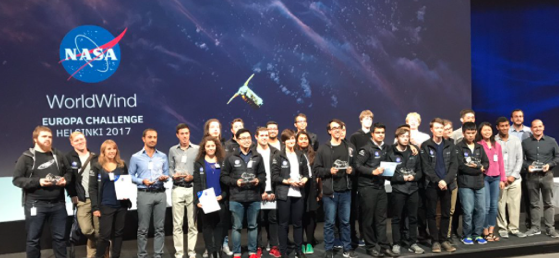 NASA
WorldWind
EUROPA CHALLENGE
HELSINKI 2017